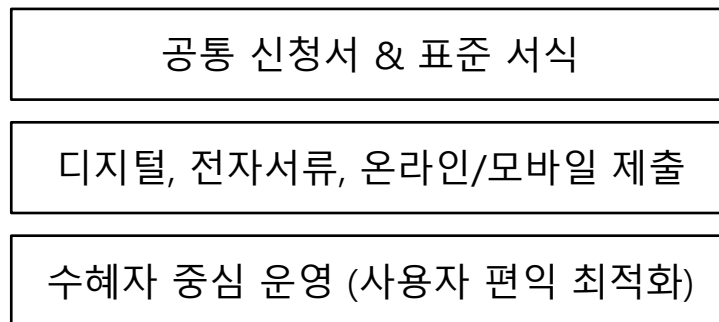 공통 신청서 & 표준 서식
디지털, 전자서류, 온라인/모바일 제출
수혜자 중심 운영 (사용자 편익 최적화)